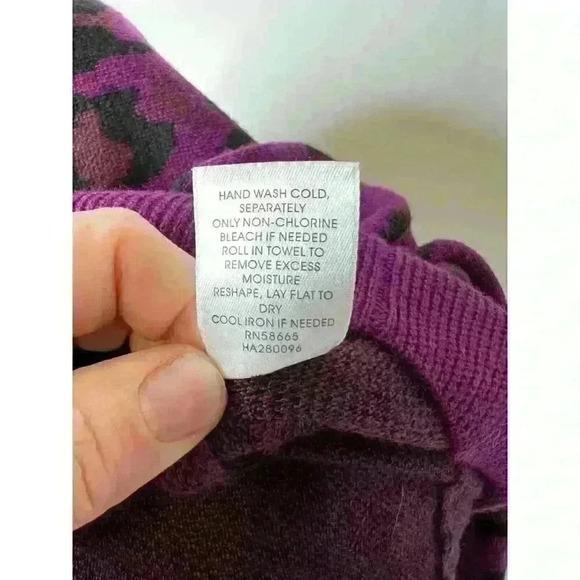 HAND WASH COLD,
SEPARATELY
ONLY NON-CHLORINE
BLEACH IF NEEDED
ROLL IN TOWEL TO
REMOVE EXCESS
MOISTURE
RESHAPE, LAY FLAT TO
DRY
COOL IRON IF NEEDED
RN58665
HA280096